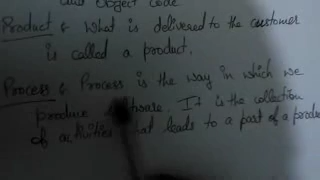 and Object Code
Product & What is delivered to the customer
is called a product.
Process & Process is the way in which we
produce software. It is the collection
of activities that leads to a part of a produ